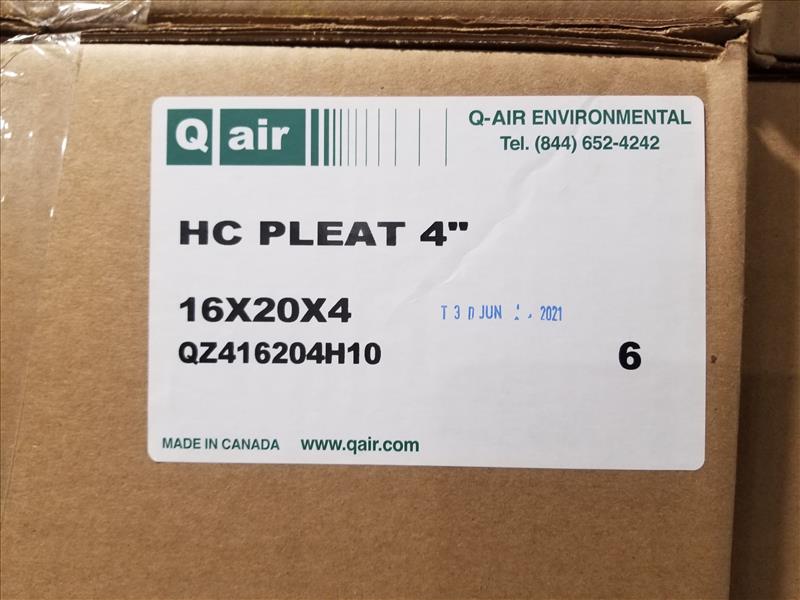 Q air
Q-AIR ENVIRONMENTAL
Tel. (844) 652-4242
HC PLEAT 4"
16X20X4
JUN 2021
QZ416204H10
6
MADE IN CANADA www.qair.com